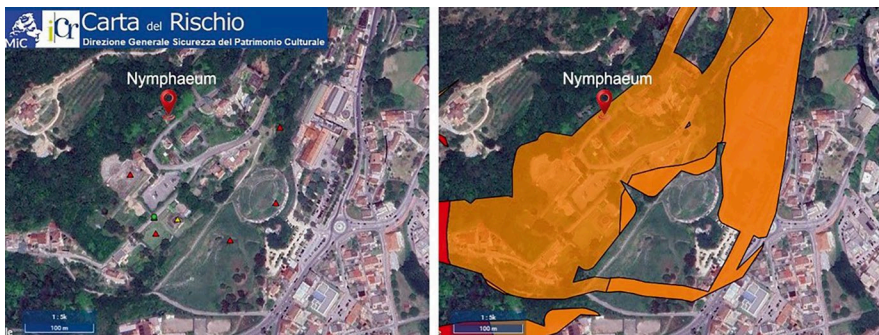 MiC
iCr
Carta del Rischio
Direzione Generale Sicurezza del Patrimonio Culturale
Nymphaeum
1 : 5k
100 m
Nymphaeum
1 : 5k
100 m